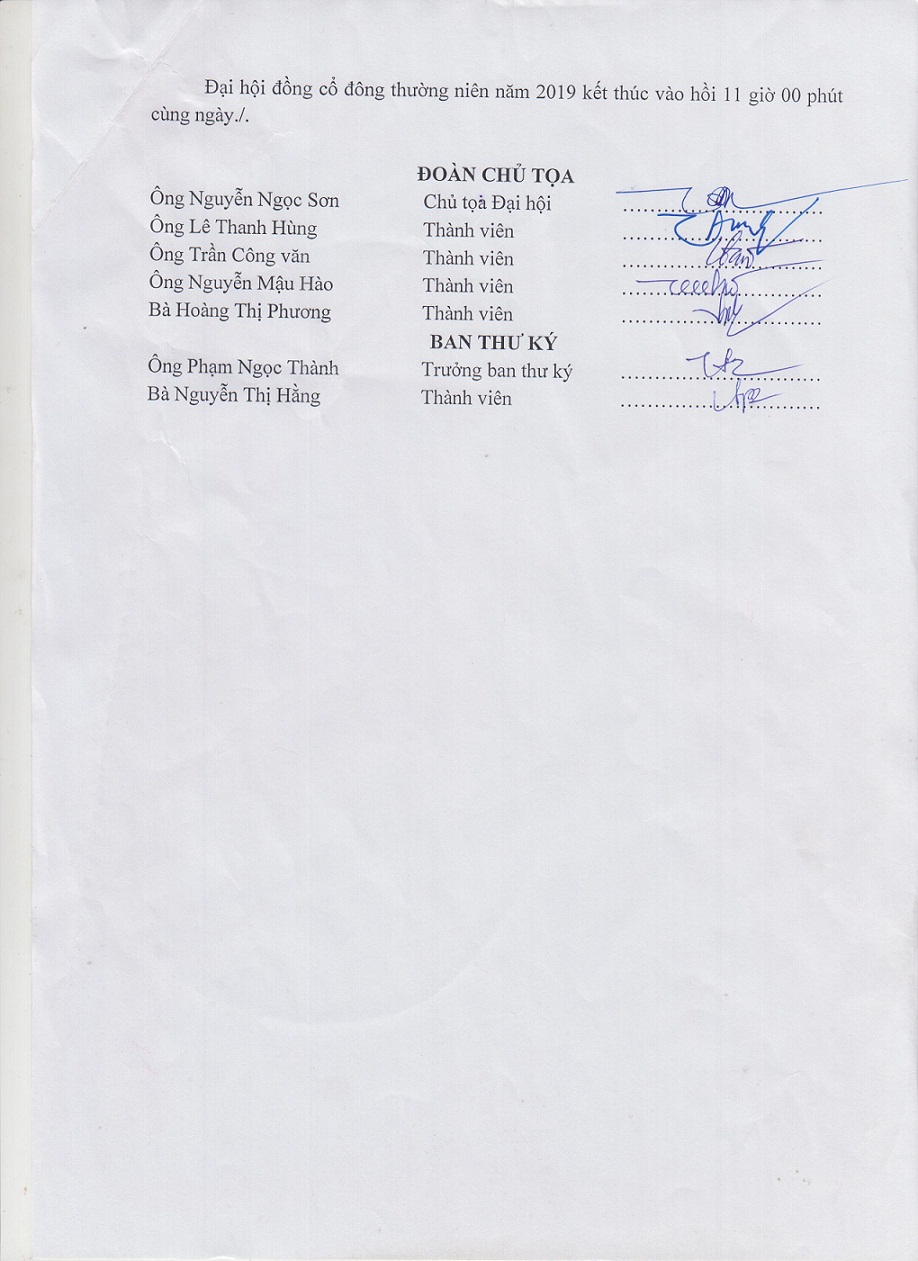 Đại hội đồng cổ đông thường niên năm 2019 kết thúc vào hồi 11 giờ 00 phút
cùng ngày./.
ĐOÀN CHỦ TỌA
Ông Nguyễn Ngọc Sơn Chủ tọa Đại hội
Ông Lê Thanh Hùng Thành viên
Ông Trần Công văn Thành viên
Ông Nguyễn Mậu Hào Thành viên
Bà Hoàng Thị Phương Thành viên
BAN THƯ KÝ
Ông Phạm Ngọc Thành Trưởng ban thư ký
Bà Nguyễn Thị Hằng Thành viên